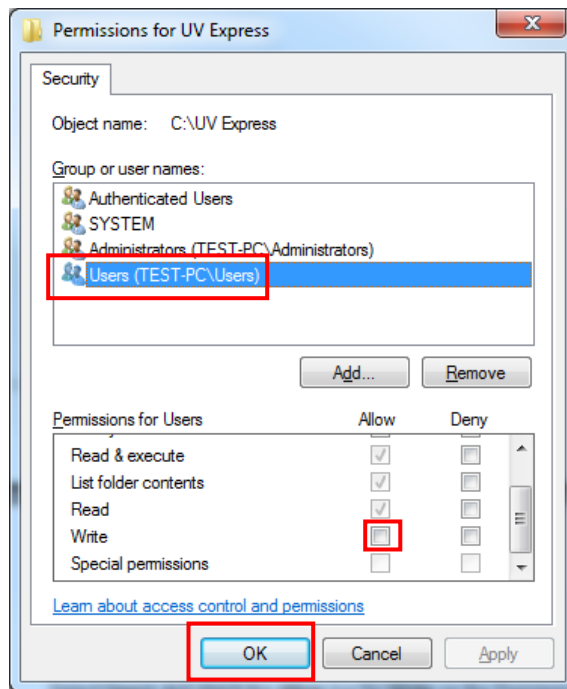 Permissions for UV Express
Security
Object name: C:\UV Express
Group or user names:
Authenticated Users
SYSTEM
Administrators (TEST-PC\Administrators)
Users (TEST-PC\Users)
Add... Remove
Permissions for Users Allow Deny
Read & execute
List folder contents
Read
Write
Special permissions
Learn about access control and permissions
OK Cancel Apply